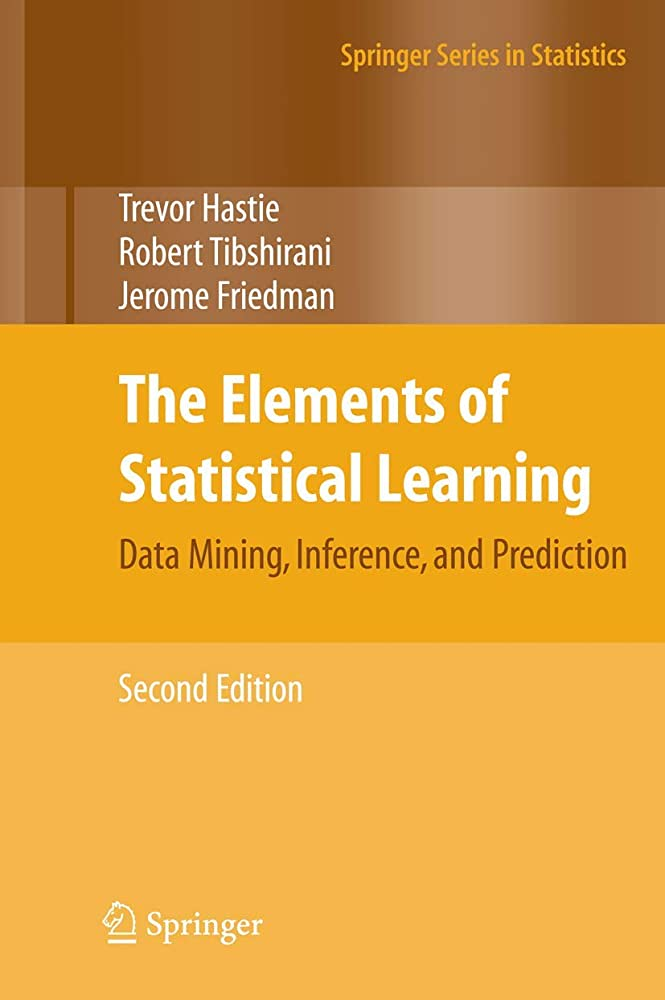 Springer Series in Statistics
Trevor Hastie
Robert Tibshirani
Jerome Friedman
The Elements of
Statistical Learning
Data Mining, Inference, and Prediction
Second Edition
Springer